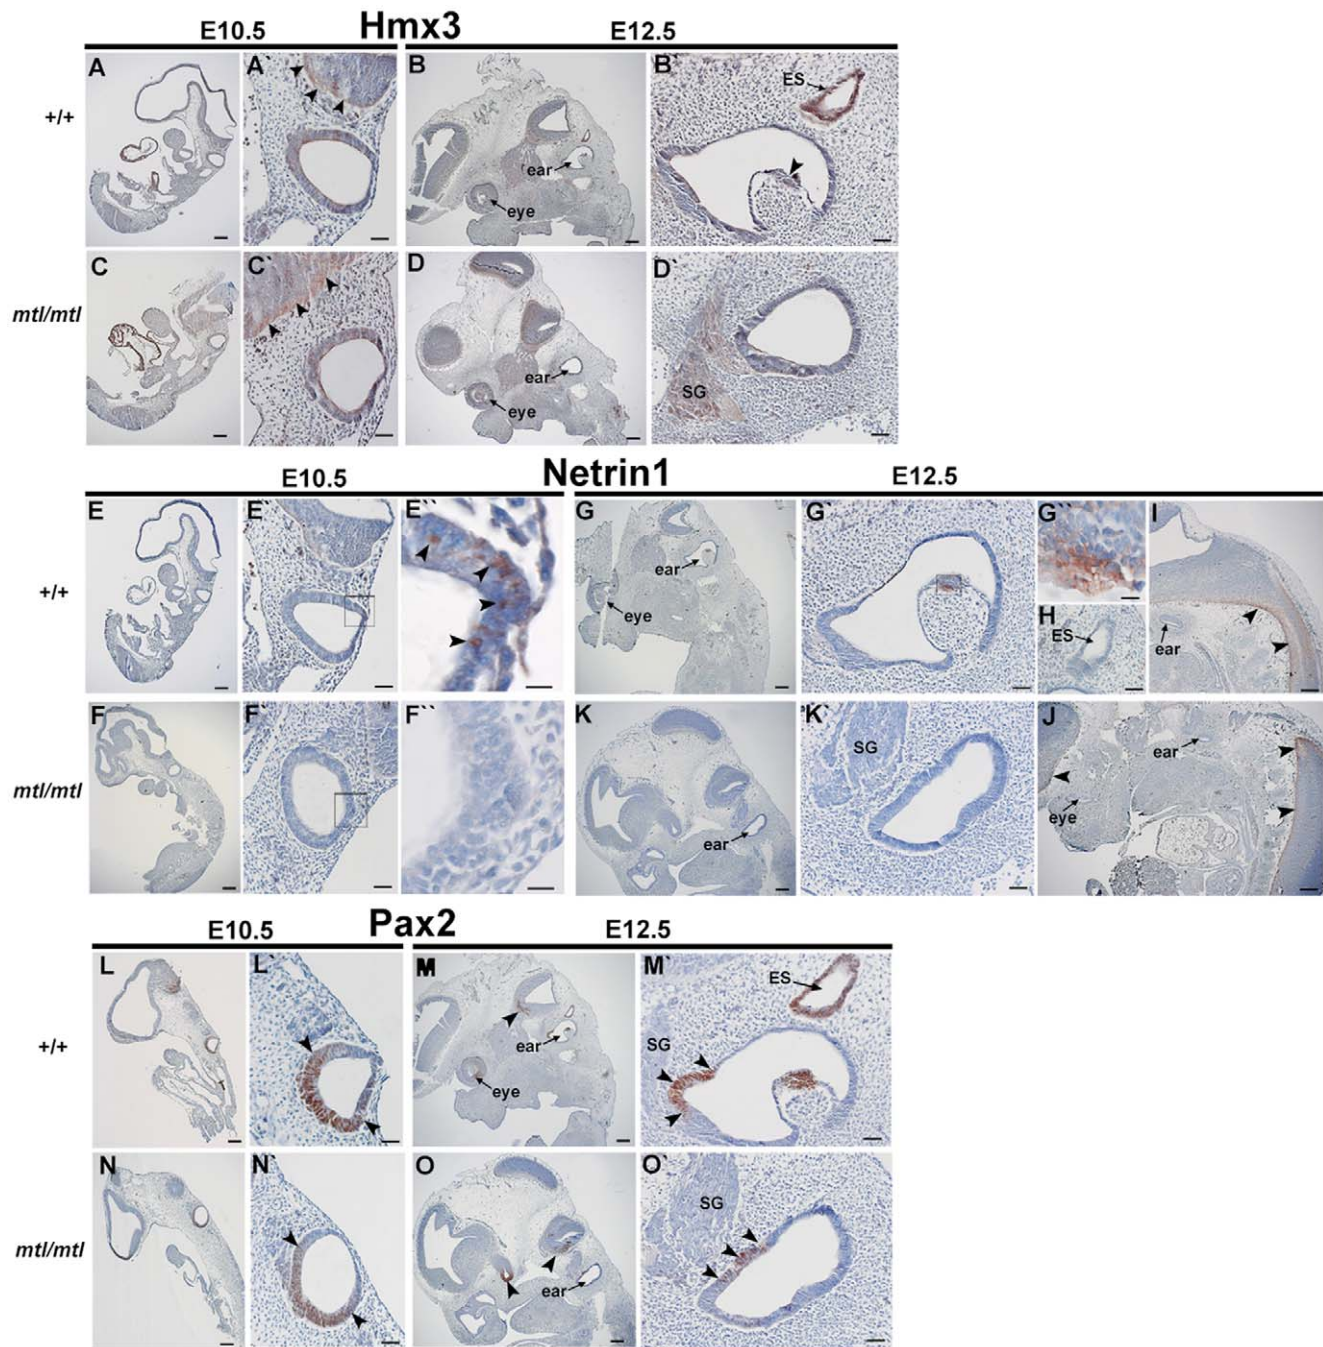 Hmx3
E10.5 E12.5
+/+
A A` B B`
ES
ear
eye
mtl/mtl
C C` D D`
ear
eye
SG
Netrin1
E10.5 E12.5
+/+
E E` E`` G G` G`` I
ear
eye
H
ES
ear
mtl/mtl
F F` F`` K K` J
SG
ear
eye
ear
Pax2
E10.5 E12.5
+/+
L L` M M`
ES
SG
ear
eye
mtl/mtl
N N` O O`
SG
ear